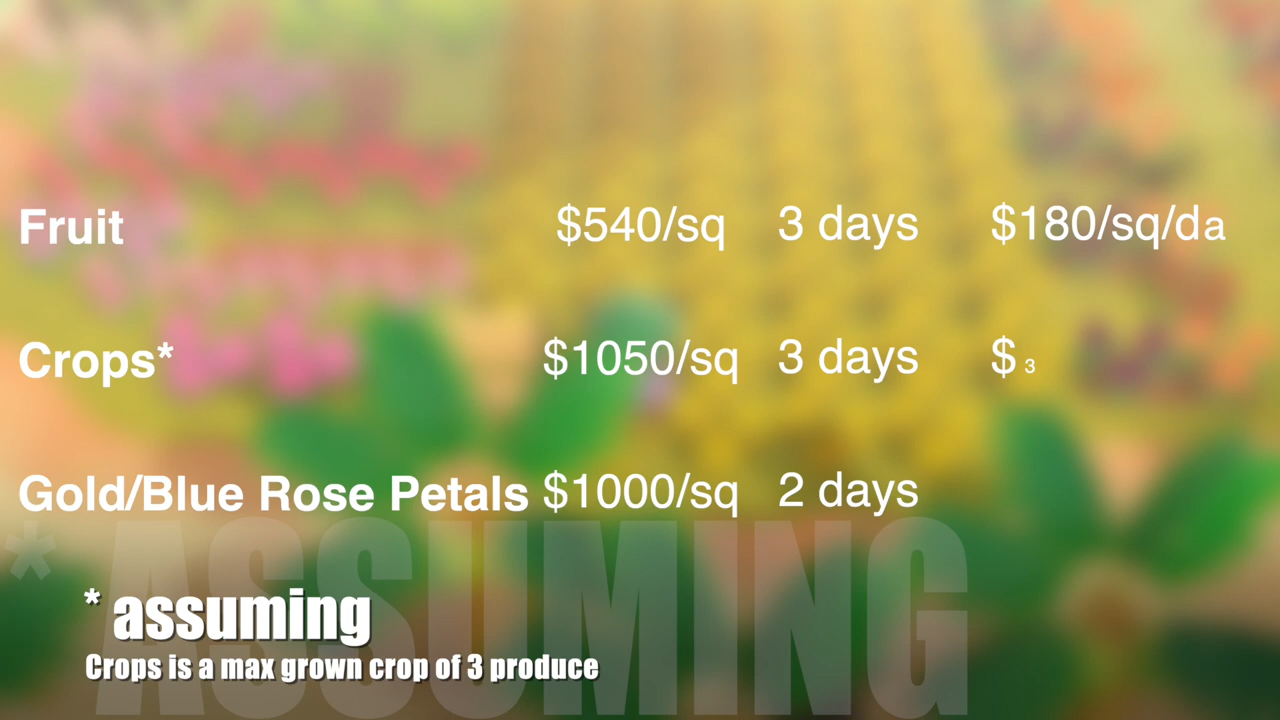 Fruit $540/sq 3 days $180/sq/da
Crops* $1050/sq 3 days $ 3
Gold/Blue Rose Petals $1000/sq 2 days
* ASSUMING
* assuming
Crops is a max grown crop of 3 produce